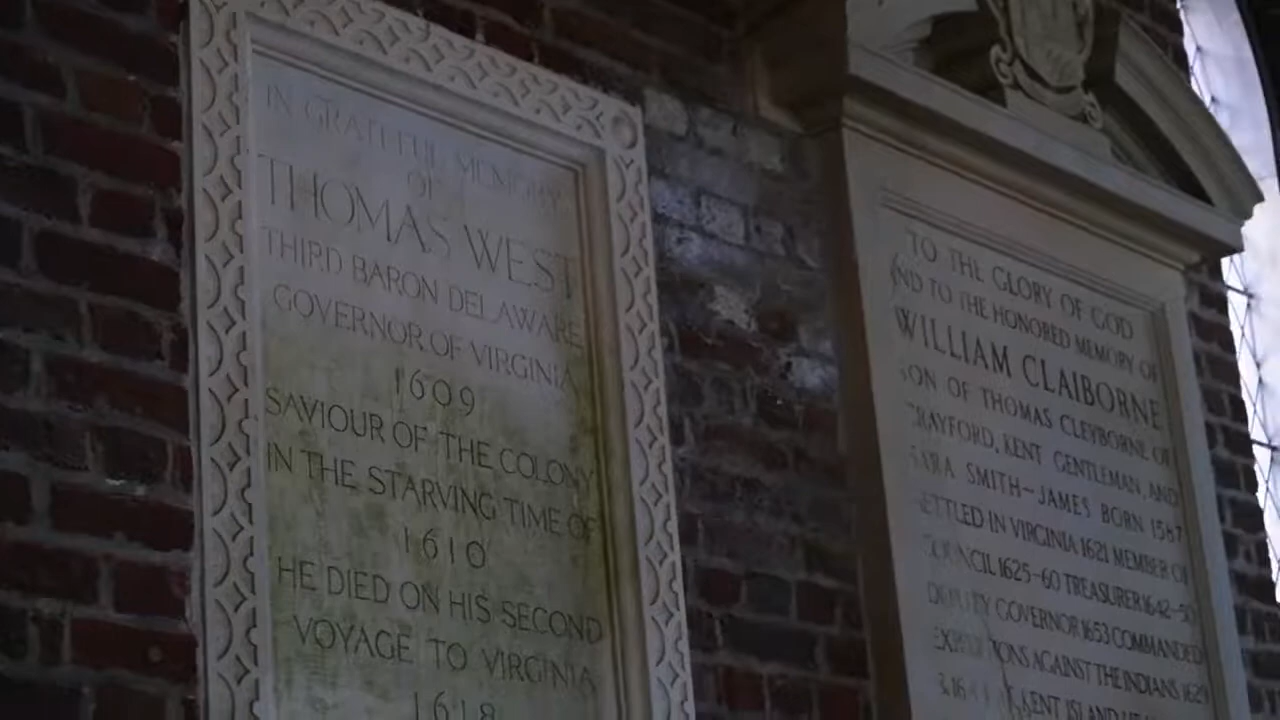 IN GRATEFUL MEMORY
OF
THOMAS WEST
THIRD BARON DELAWARE
GOVERNOR OF VIRGINIA
1609
SAVIOUR OF THE COLONY
IN THE STARVING TIME OF
1610
HE DIED ON HIS SECOND
VOYAGE TO VIRGINIA
1618
TO THE GLORY OF GOD
AND TO THE HONORED MEMORY OF
WILLIAM CLAIBORNE
SON OF THOMAS CLEYBORNE OF
CRAYFORD, KENT GENTLEMAN, AND
SARA SMITH-JAMES BORN 1587
SETTLED IN VIRGINIA 1621 MEMBER OF
COUNCIL 1625-60 TREASURER 1642-50
DEPUTY GOVERNOR 1653 COMMANDED
EXPEDITIONS AGAINST THE INDIANS 1629
KENT ISLAND